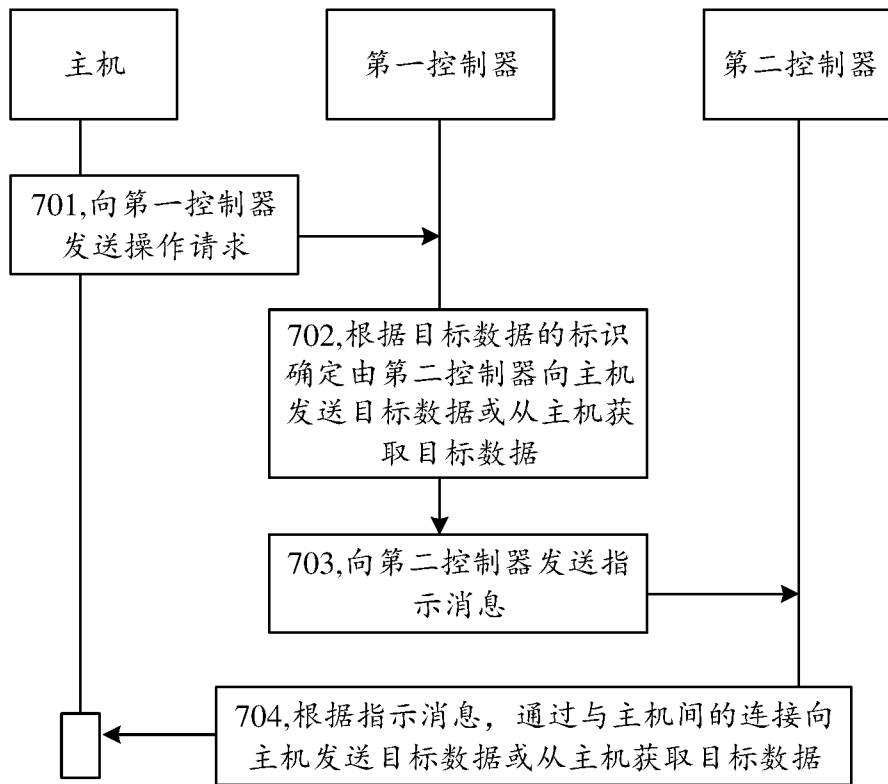 主机
第一控制器
第二控制器
701,向第一控制器
发送操作请求
702,根据目标数据的标识
确定由第二控制器向主机
发送目标数据或从主机获
取目标数据
703,向第二控制器发送指
示消息
704,根据指示消息，通过与主机间的连接向
主机发送目标数据或从主机获取目标数据